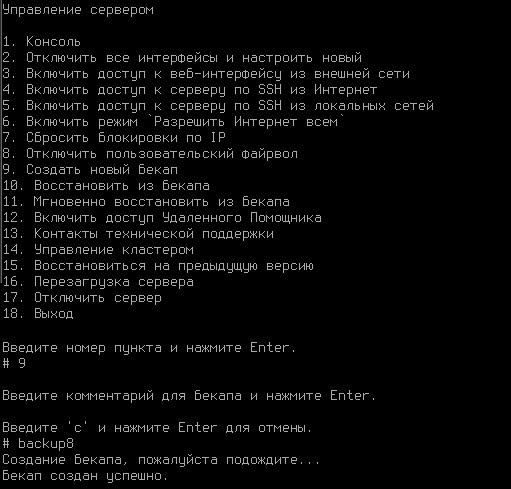 Управление сервером
1. Консоль
2. Отключить все интерфейсы и настроить новый
3. Включить доступ к веб-интерфейсу из внешней сети
4. Включить доступ к серверу по SSH из Интернет
5. Включить доступ к серверу по SSH из локальных сетей
6. Включить режим `Разрешить Интернет всем`
7. Сбросить блокировки по IP
8. Отключить пользовательский файрвол
9. Создать новый бекап
10. Восстановить из бекапа
11. Мгновенно восстановить из бекапа
12. Включить доступ Удаленного Помощника
13. Контакты технической поддержки
14. Управление кластером
15. Восстановиться на предыдущую версию
16. Перезагрузка сервера
17. Отключить сервер
18. Выход
Введите номер пункта и нажмите Enter.
# 9
Введите комментарий для бекапа и нажмите Enter.
Введите 'c' и нажмите Enter для отмены.
# backup8
Создание бекапа, пожалуйста подождите...
Бекап создан успешно.